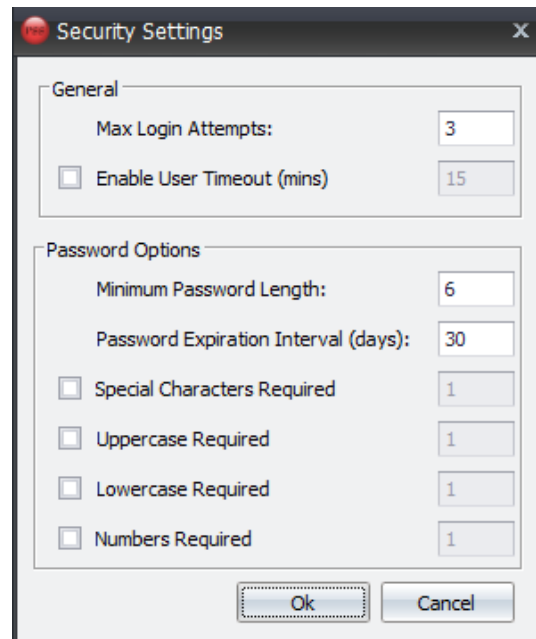 PSS Security Settings x
General
Max Login Attempts: 3
Enable User Timeout (mins) 15
Password Options
Minimum Password Length: 6
Password Expiration Interval (days): 30
Special Characters Required 1
Uppercase Required 1
Lowercase Required 1
Numbers Required 1
Ok Cancel